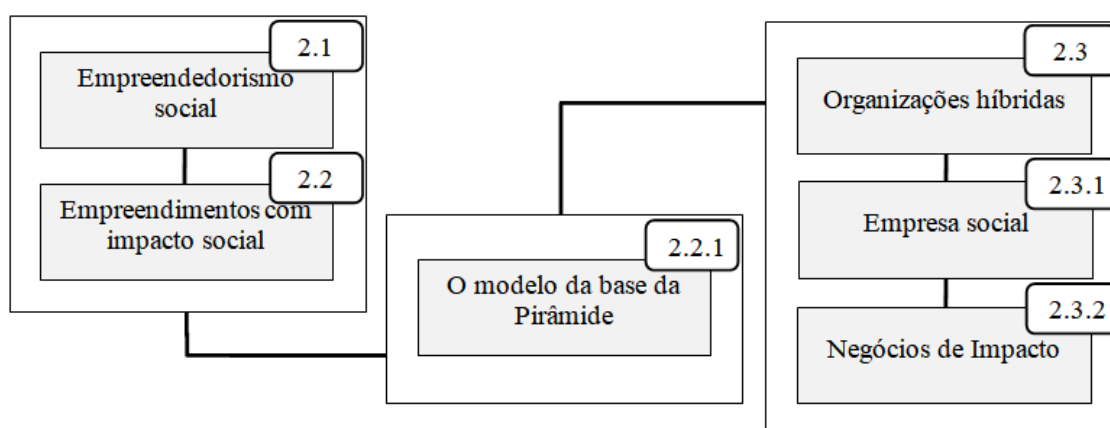 2.1
Empreendedorismo
social
2.2
Empreendimentos com
impacto social
2.2.1
O modelo da base da
Pirâmide
2.3
Organizações híbridas
2.3.1
Empresa social
2.3.2
Negócios de Impacto